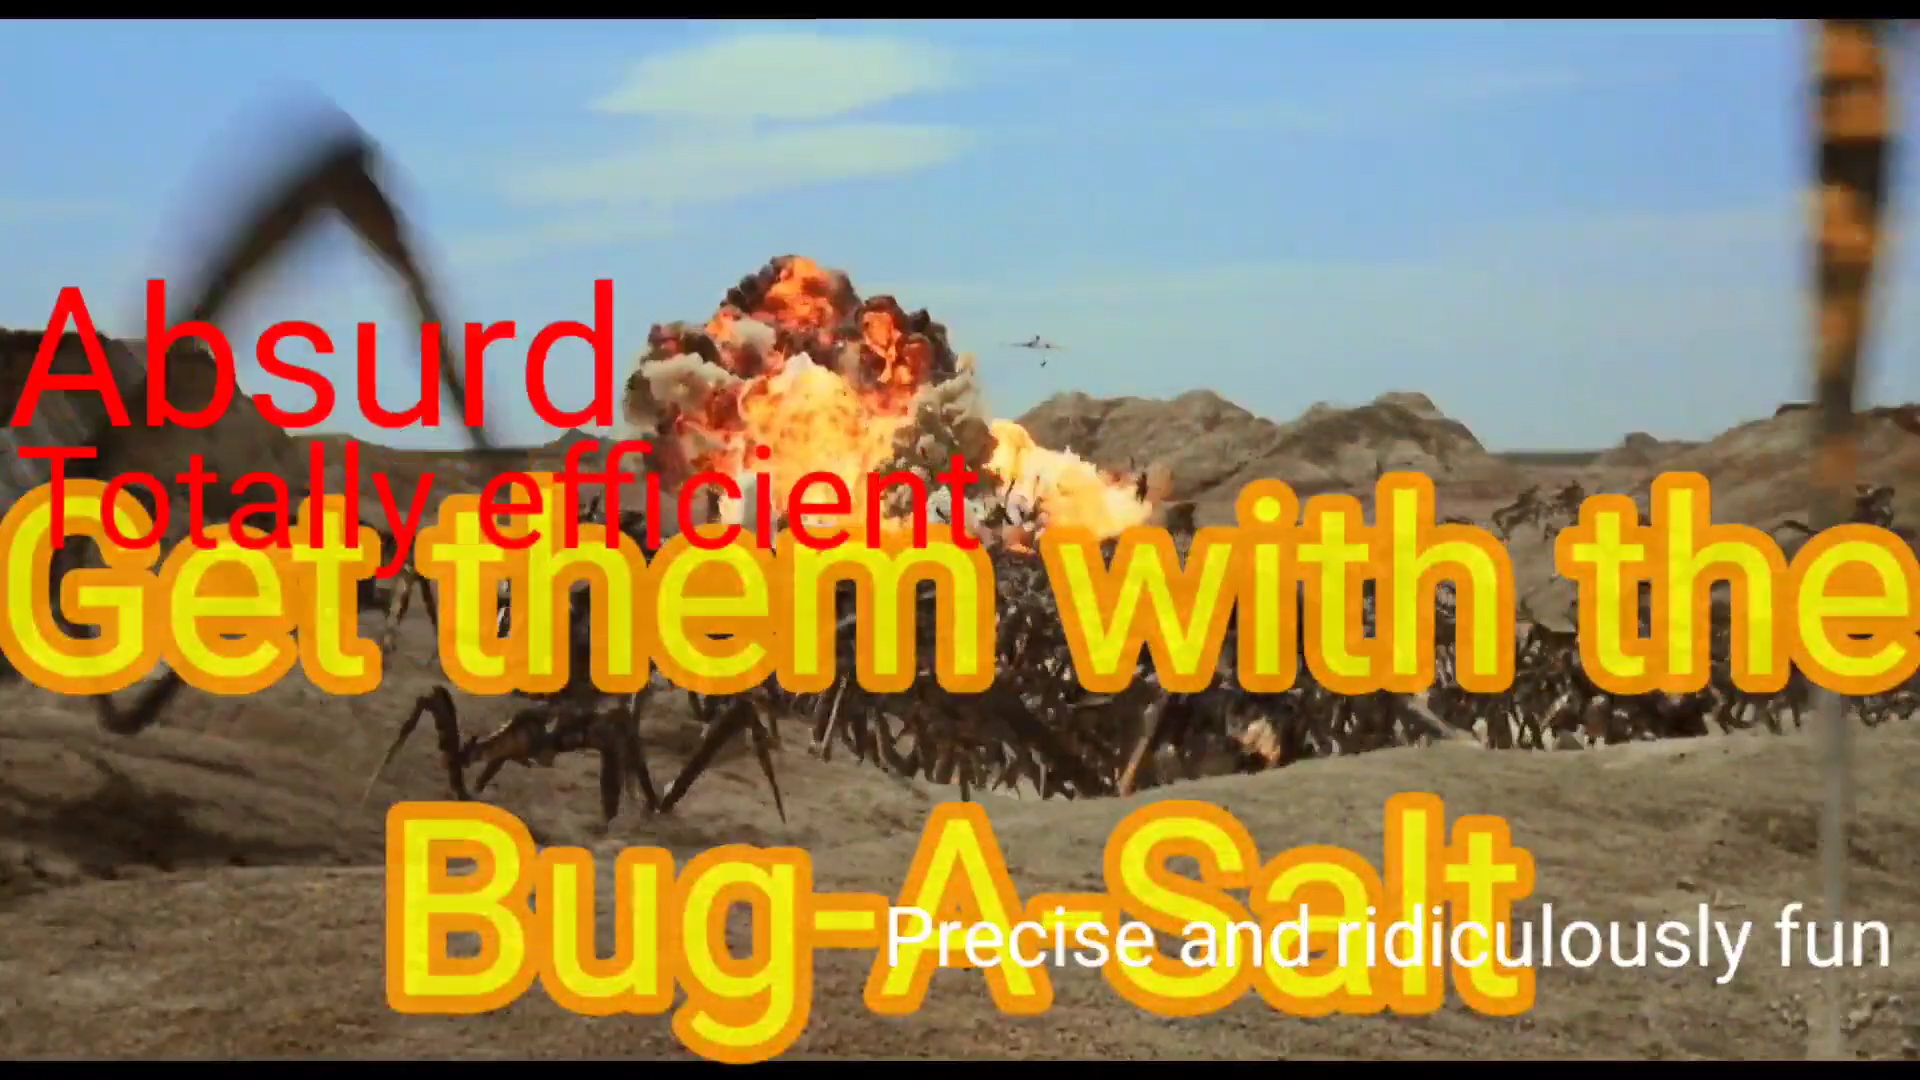 Absurd
Totally efficient
Get them with the
Bug-A-Salt
Precise and ridiculously fun